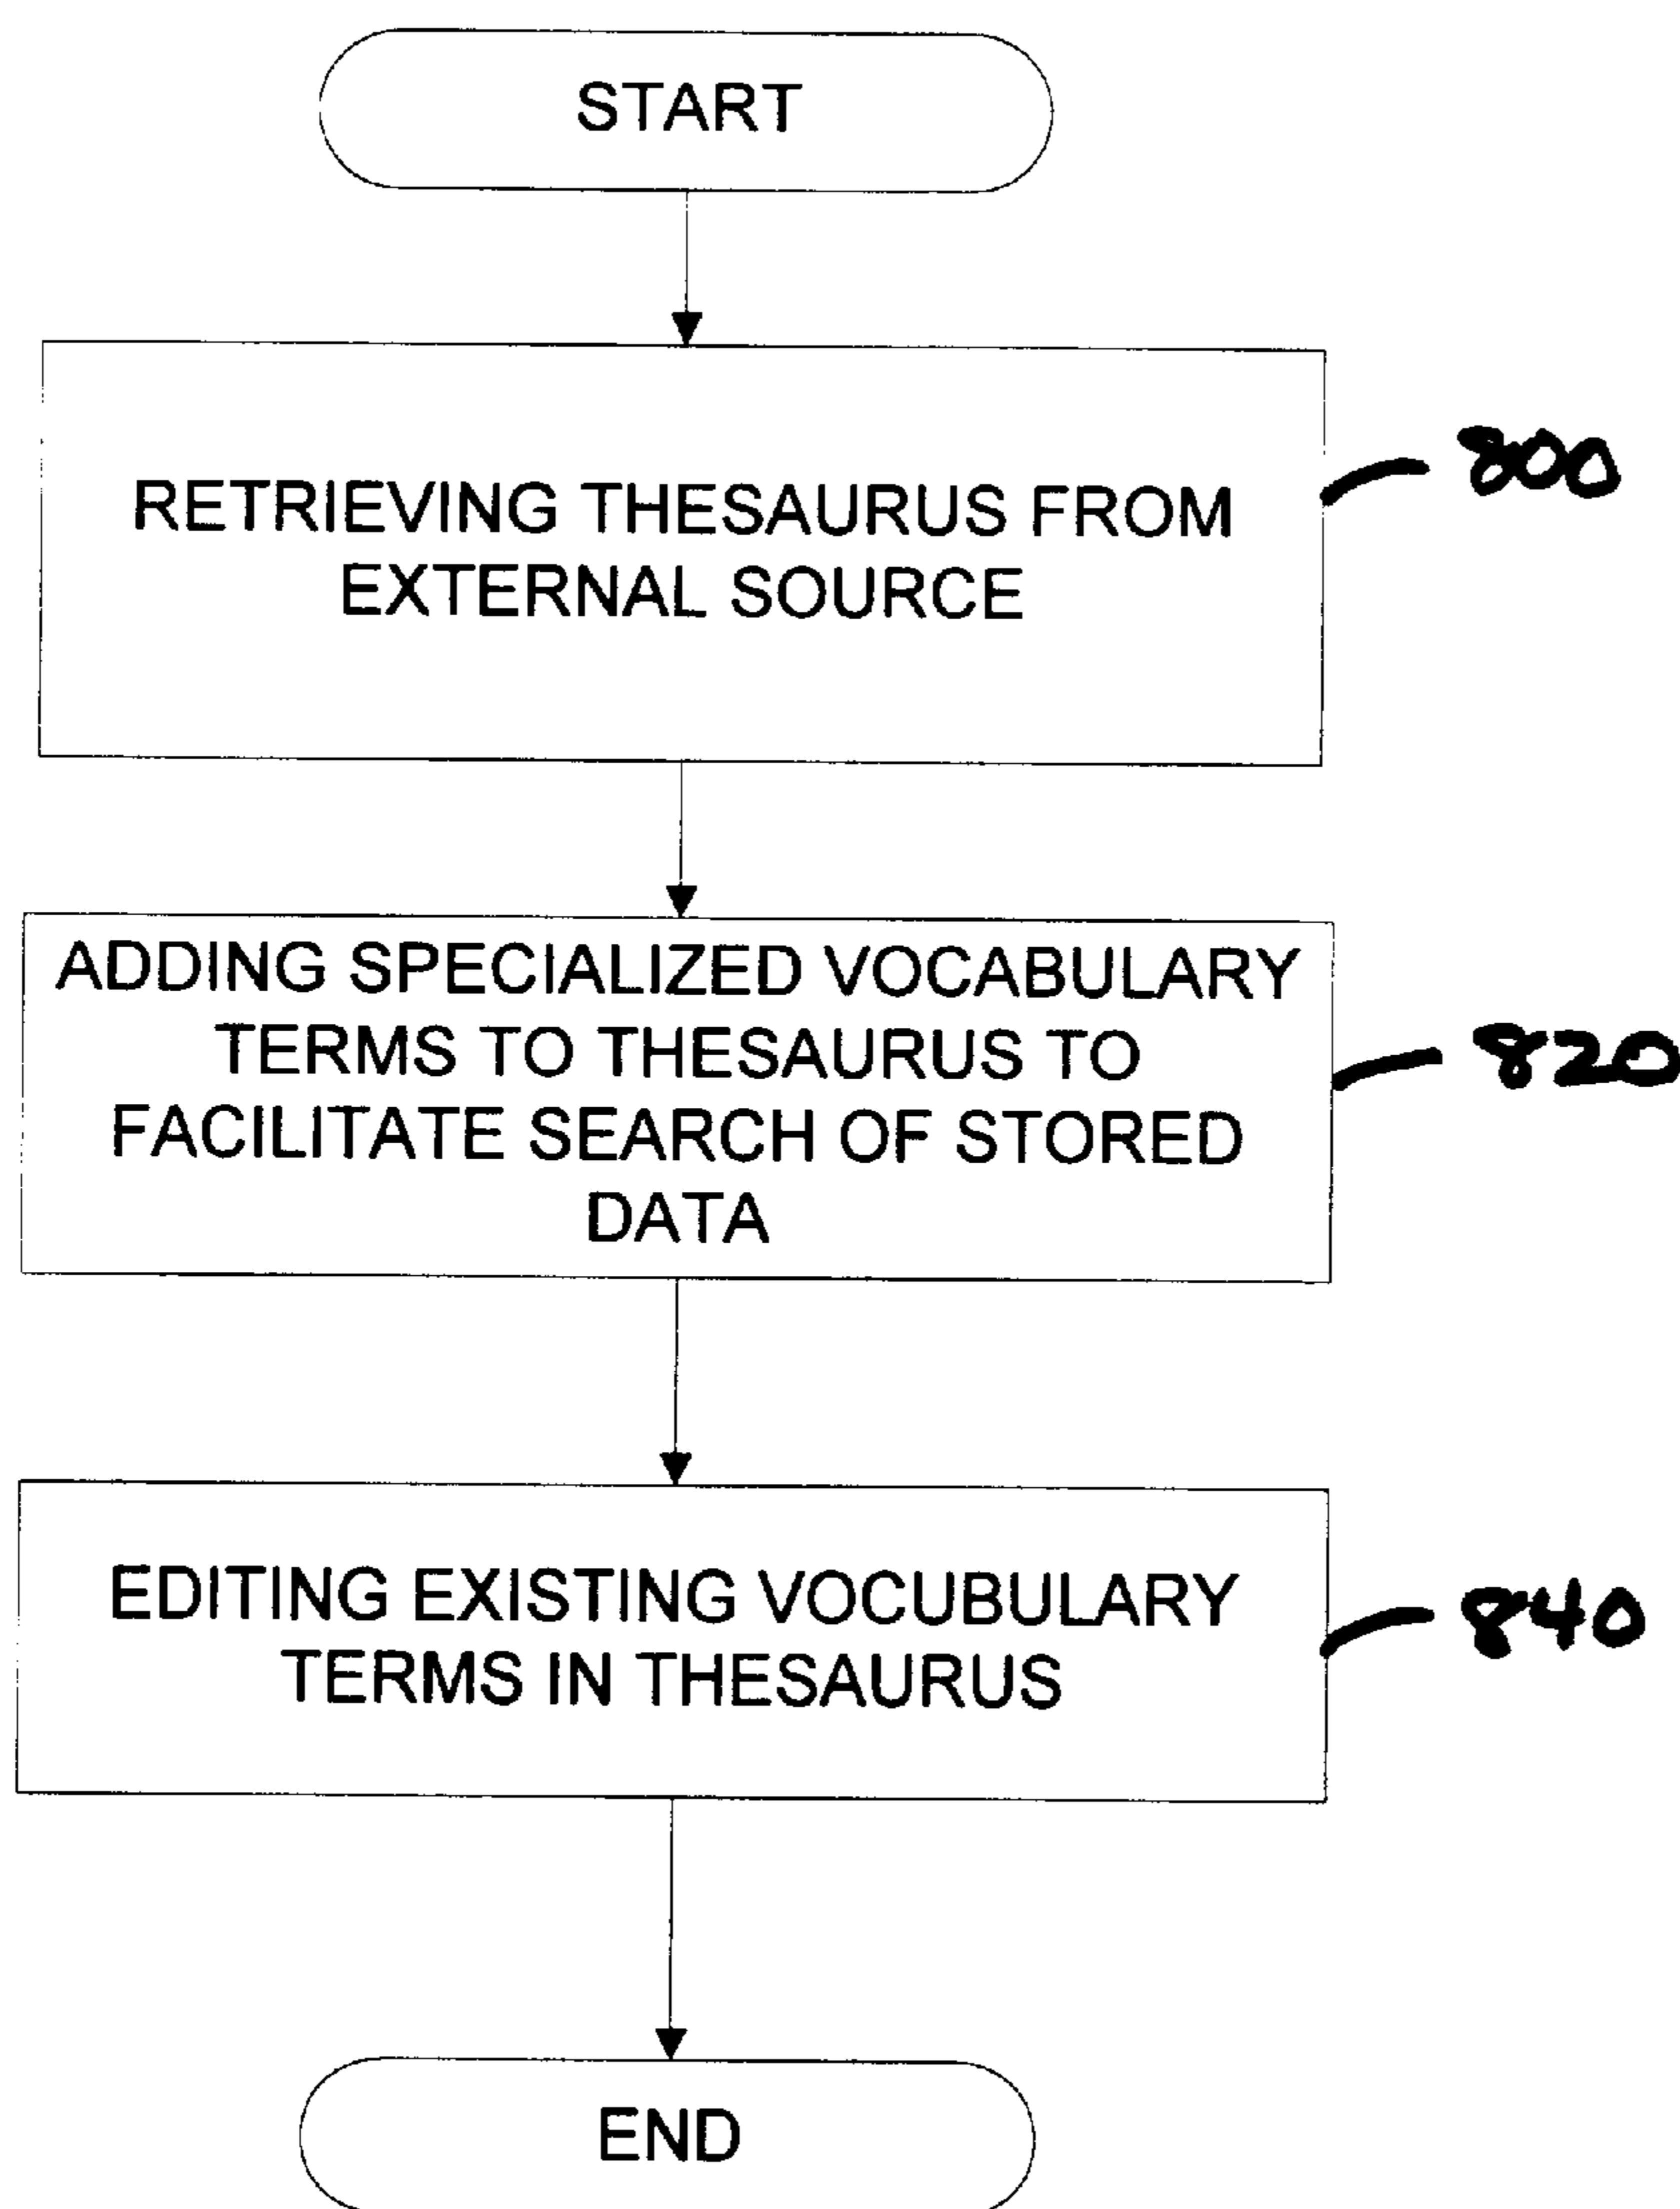 START
RETRIEVING THESAURUS FROM
EXTERNAL SOURCE
800
ADDING SPECIALIZED VOCABULARY
TERMS TO THESAURUS TO
FACILITATE SEARCH OF STORED
DATA
820
EDITING EXISTING VOCUBULARY
TERMS IN THESAURUS
840
END